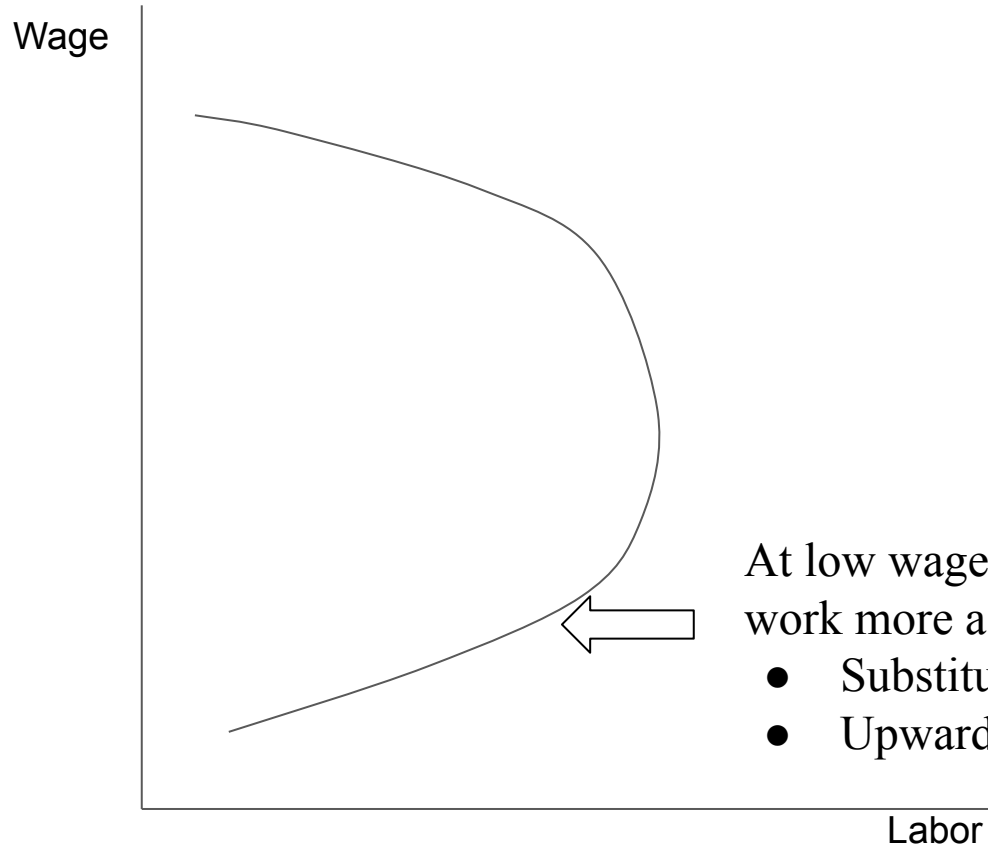 Wage
At low wage
work more a
● Substitu
● Upward
Labor